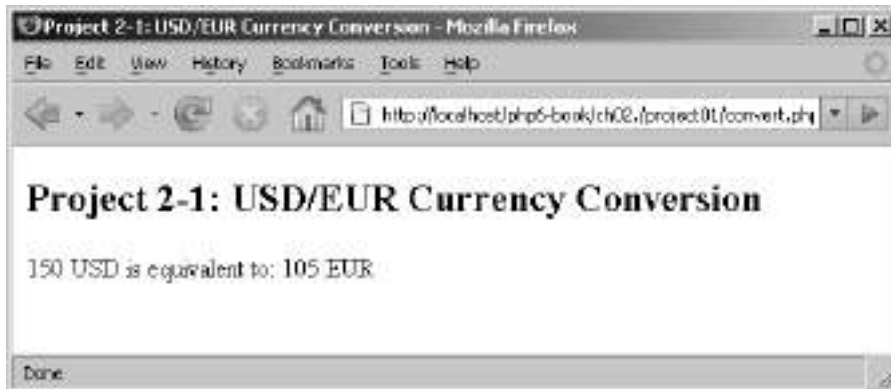 Project 2-1: USD/EUR Currency Conversion - Mozilla Firefox
File Edit View History Bookmarks Tools Help
http://localhost/php6-book/ch02./project01/convert.php
Project 2-1: USD/EUR Currency Conversion
150 USD is equivalent to: 105 EUR
Done